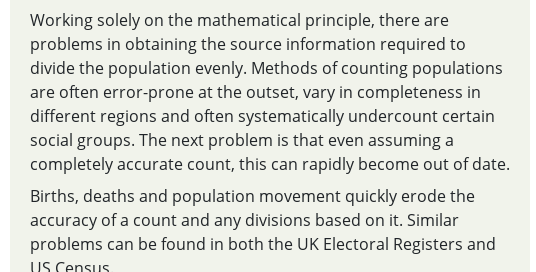 Working solely on the mathematical principle, there are
problems in obtaining the source information required to
divide the population evenly. Methods of counting populations
are often error-prone at the outset, vary in completeness in
different regions and often systematically undercount certain
social groups. The next problem is that even assuming a
completely accurate count, this can rapidly become out of date.
Births, deaths and population movement quickly erode the
accuracy of a count and any divisions based on it. Similar
problems can be found in both the UK Electoral Registers and
US Census